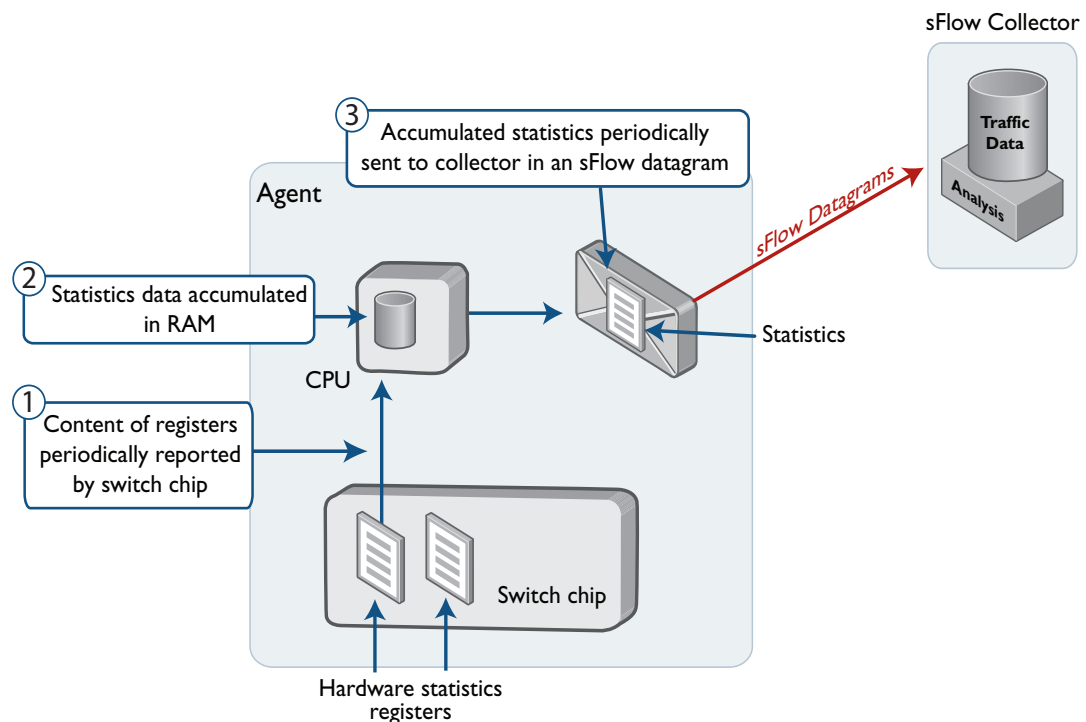 sFlow Collector
Traffic
Data
Analysis
3
Accumulated statistics periodically
sent to collector in an sFlow datagram
Agent
sFlow Datagrams
2
Statistics data accumulated
in RAM
Statistics
CPU
1
Content of registers
periodically reported
by switch chip
Switch chip
Hardware statistics
registers